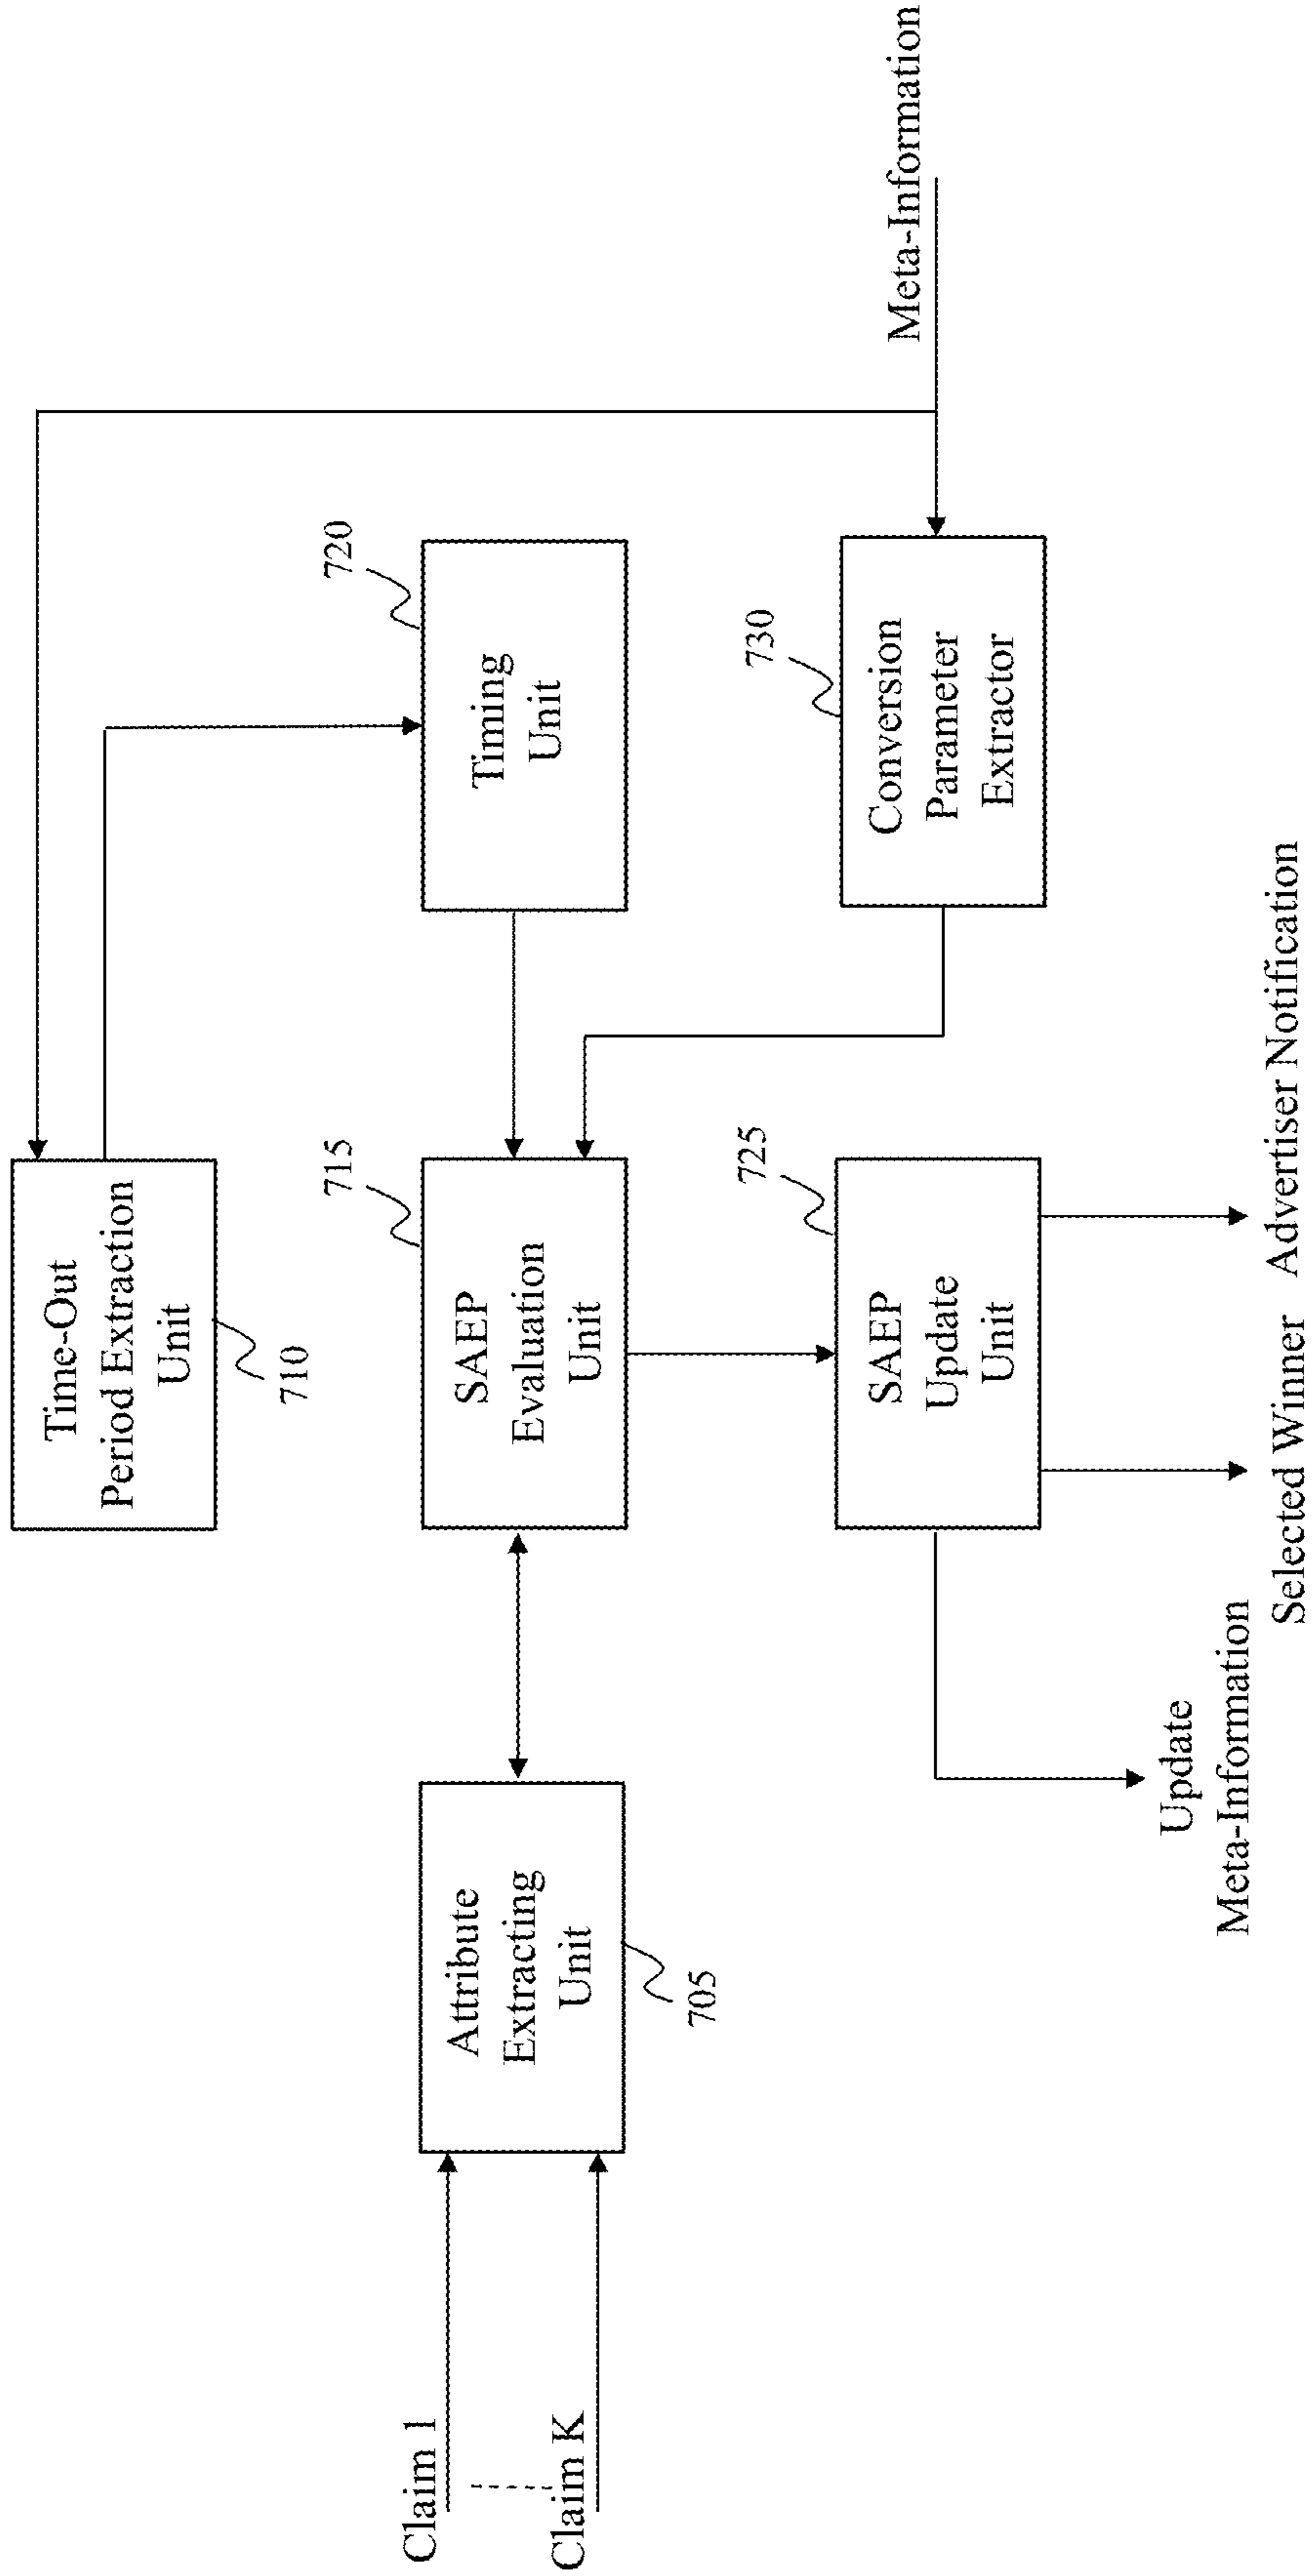 Time-Out
Period Extraction
Unit
710
Meta-Information
Claim 1
Claim K
Attribute
Extracting
Unit
705
715
SAEP
Evaluation
Unit
720
Timing
Unit
725
SAEP
Update
Unit
730
Conversion
Parameter
Extractor
Update
Meta-Information
Selected Winner
Advertiser Notification